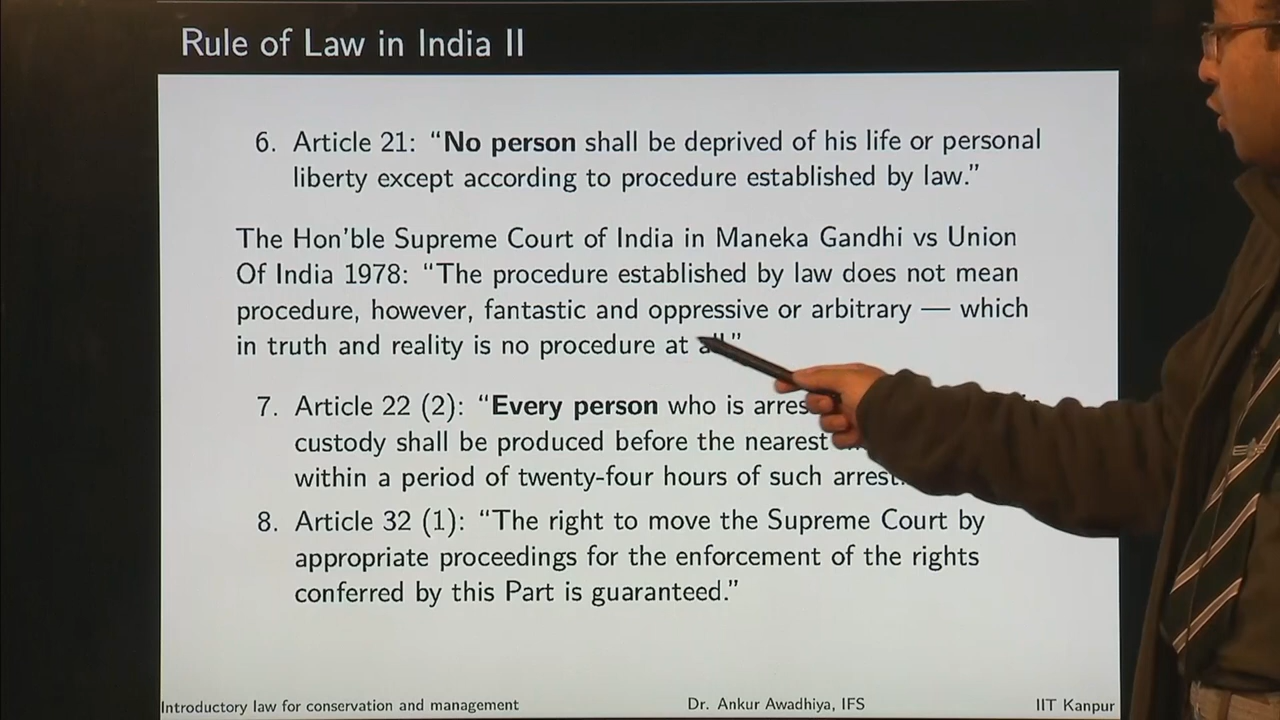 Rule of Law in India II
6. Article 21: “No person shall be deprived of his life or personal
liberty except according to procedure established by law.”
The Hon’ble Supreme Court of India in Maneka Gandhi vs Union
Of India 1978: “The procedure established by law does not mean
procedure, however, fantastic and oppressive or arbitrary — which
in truth and reality is no procedure at all”
7. Article 22 (2): “Every person who is
custody shall be produced before the nearest
within a period of twenty-four hours of such arrest.
8. Article 32 (1): “The right to move the Supreme Court by
appropriate proceedings for the enforcement of the rights
conferred by this Part is guaranteed.”
Introductory law for conservation and management Dr. Ankur Awadhiya, IFS IIT Kanpur